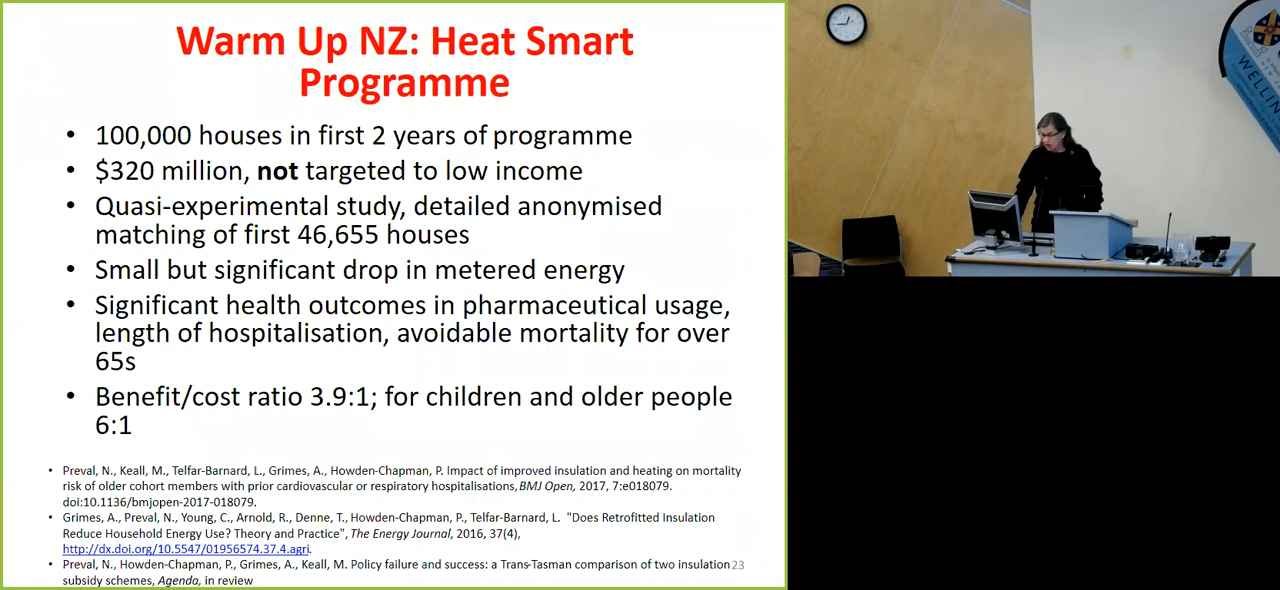 Warm Up NZ: Heat Smart
Programme
• 100,000 houses in first 2 years of programme
• $320 million, not targeted to low income
• Quasi-experimental study, detailed anonymised
matching of first 46,655 houses
• Small but significant drop in metered energy
• Significant health outcomes in pharmaceutical usage,
length of hospitalisation, avoidable mortality for over
65s
• Benefit/cost ratio 3.9:1; for children and older people
6:1
• Preval, N., Keall, M., Telfar-Barnard, L., Grimes, A., Howden-Chapman, P. Impact of improved insulation and heating on mortality
risk of older cohort members with prior cardiovascular or respiratory hospitalisations, BMJ Open, 2017, 7:e018079.
doi:10.1136/bmjopen-2017-018079.
• Grimes, A., Preval, N., Young, C., Arnold, R., Denne, T., Howden-Chapman, P., Telfar-Barnard, L. "Does Retrofitted Insulation
Reduce Household Energy Use? Theory and Practice", The Energy Journal, 2016, 37(4),
http://dx.doi.org/10.5547/01956574.37.4.agri.
• Preval, N., Howden-Chapman, P., Grimes, A., Keall, M. Policy failure and success: a Trans-Tasman comparison of two insulation
subsidy schemes, Agenda, in review
23
WELLIN